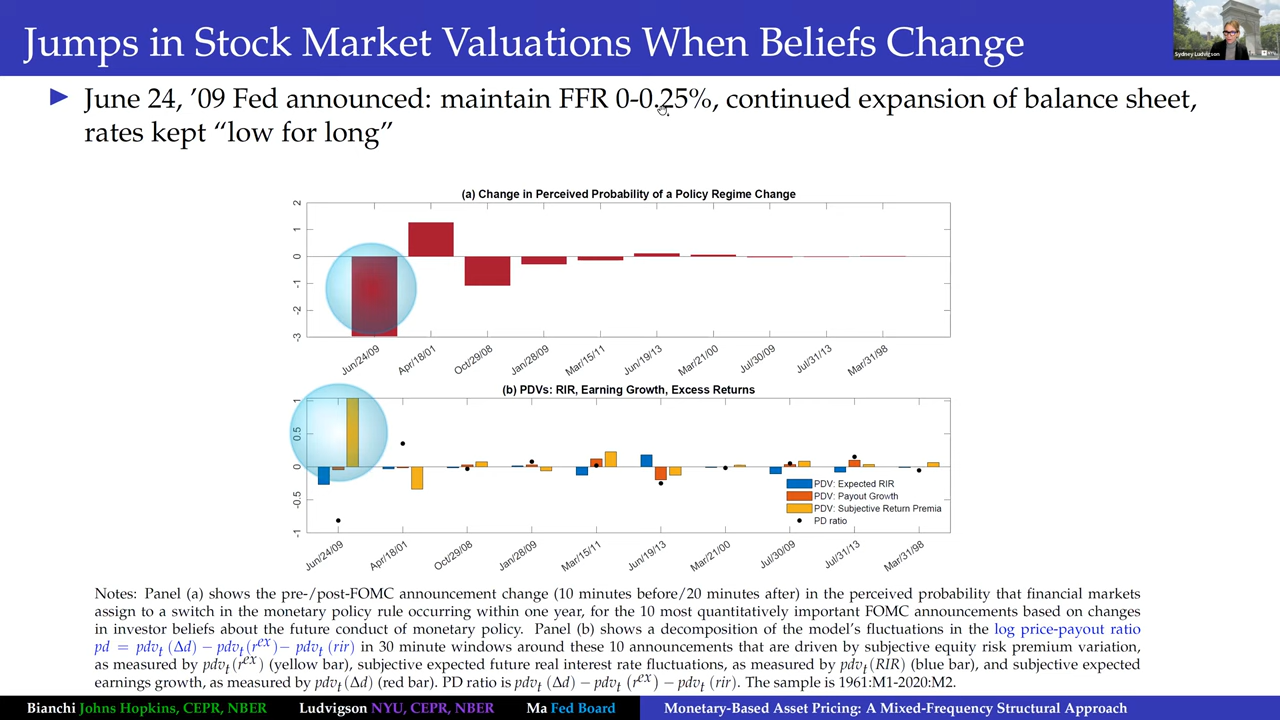 Jumps in Stock Market Valuations When Beliefs Change
Sydney Ludvigson
▶ June 24, ’09 Fed announced: maintain FFR 0-0.25%, continued expansion of balance sheet,
rates kept “low for long”
(a) Change in Perceived Probability of a Policy Regime Change
2
1
0
-1
-2
-3
Jun/24/09 Apr/18/01 Oct/29/08 Jan/28/09 Mar/15/11 Jun/19/13 Mar/21/00 Jul/30/09 Jul/31/13 Mar/31/98
(b) PDVs: RIR, Earning Growth, Excess Returns
1
0.5
0
-0.5
-1
PDV: Expected RIR
PDV: Payout Growth
PDV: Subjective Return Premia
PD ratio
Jun/24/09 Apr/18/01 Oct/29/08 Jan/28/09 Mar/15/11 Jun/19/13 Mar/21/00 Jul/30/09 Jul/31/13 Mar/31/98
Notes: Panel (a) shows the pre-/post-FOMC announcement change (10 minutes before/20 minutes after) in the perceived probability that financial markets
assign to a switch in the monetary policy rule occurring within one year, for the 10 most quantitatively important FOMC announcements based on changes
in investor beliefs about the future conduct of monetary policy. Panel (b) shows a decomposition of the model’s fluctuations in the log price-payout ratio
pd = pdv_t (Δd) − pdv_t(r^ex)− pdv_t (rir) in 30 minute windows around these 10 announcements that are driven by subjective equity risk premium variation,
as measured by pdv_t(r^ex) (yellow bar), subjective expected future real interest rate fluctuations, as measured by pdv_t(RIR) (blue bar), and subjective expected
earnings growth, as measured by pdv_t(Δd) (red bar). PD ratio is pdv_t (Δd) − pdv_t (r^ex) − pdv_t (rir). The sample is 1961:M1-2020:M2.
Bianchi Johns Hopkins, CEPR, NBER Ludvigson NYU, CEPR, NBER Ma Fed Board Monetary-Based Asset Pricing: A Mixed-Frequency Structural Approach